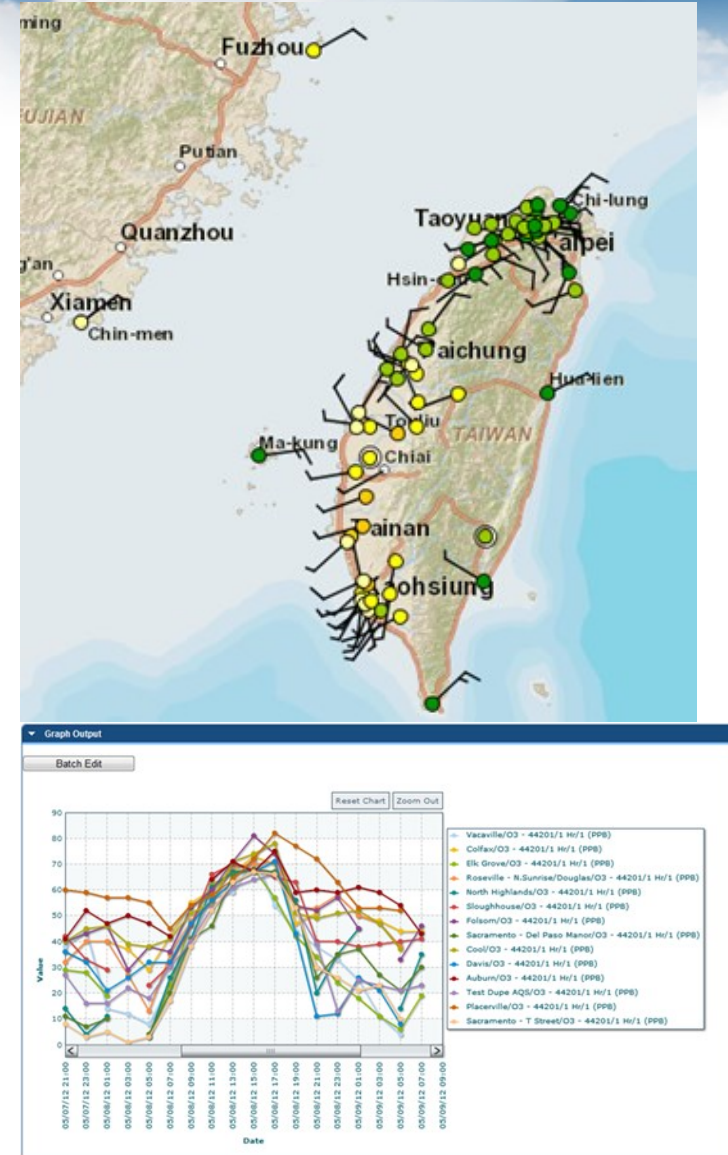 ming
Fuzhou
FUJIAN
Putian
Chi-lung
Taoyuan
aipei
Quanzhou
g'an
Hsin-chu
Xiamen
Chin-men
aichung
Hua-lien
Touliu
TAIWAN
Ma-kung
Chiai
Tainan
aohsiung
Graph Output
Batch Edit
Reset Chart
Zoom Out
90
80
70
60
50
40
30
20
10
0
Value
Vacaville/O3 - 44201/1 Hr/1 (PPB)
Colfax/O3 - 44201/1 Hr/1 (PPB)
Elk Grove/O3 - 44201/1 Hr/1 (PPB)
Roseville - N.Sunrise/Douglas/O3 - 44201/1 Hr/1 (PPB)
North Highlands/O3 - 44201/1 Hr/1 (PPB)
Sloughhouse/O3 - 44201/1 Hr/1 (PPB)
Folsom/O3 - 44201/1 Hr/1 (PPB)
Sacramento - Del Paso Manor/O3 - 44201/1 Hr/1 (PPB)
Cool/O3 - 44201/1 Hr/1 (PPB)
Davis/O3 - 44201/1 Hr/1 (PPB)
Auburn/O3 - 44201/1 Hr/1 (PPB)
Test Dupe AQS/O3 - 44201/1 Hr/1 (PPB)
Placerville/O3 - 44201/1 Hr/1 (PPB)
Sacramento - T Street/O3 - 44201/1 Hr/1 (PPB)
05/07/12 21:00
05/07/12 23:00
05/08/12 01:00
05/08/12 03:00
05/08/12 05:00
05/08/12 07:00
05/08/12 09:00
05/08/12 11:00
05/08/12 13:00
05/08/12 15:00
05/08/12 17:00
05/08/12 19:00
05/08/12 21:00
05/08/12 23:00
05/09/12 01:00
05/09/12 03:00
05/09/12 05:00
05/09/12 07:00
05/09/12 09:00
Date